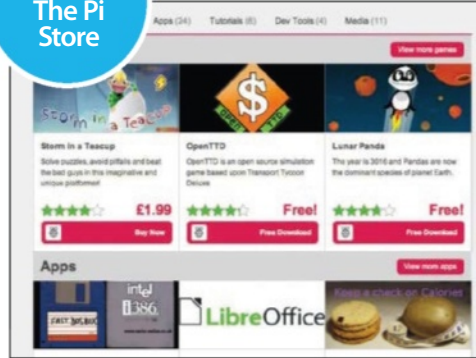 The Pi
Store
Apps (24) Tutorials (6) Dev Tools (4) Media (11)
View more games
Storm in a Teacup
OpenTTD
Lunar Panda
Solve puzzles, avoid pitfalls and beat
the bad guys in this imaginative and
unique platformer!
OpenTTD is an open source simulation
game based upon Transport Tycoon
Deluxe
The year is 3016 and Pandas are now
the dominant species of planet Earth.
£1.99
Free!
Free!
Buy Now
Free Download
Free Download
Apps
View more apps
FAST DOSBOX
intel
i386
LibreOffice
Keep a check on Calories